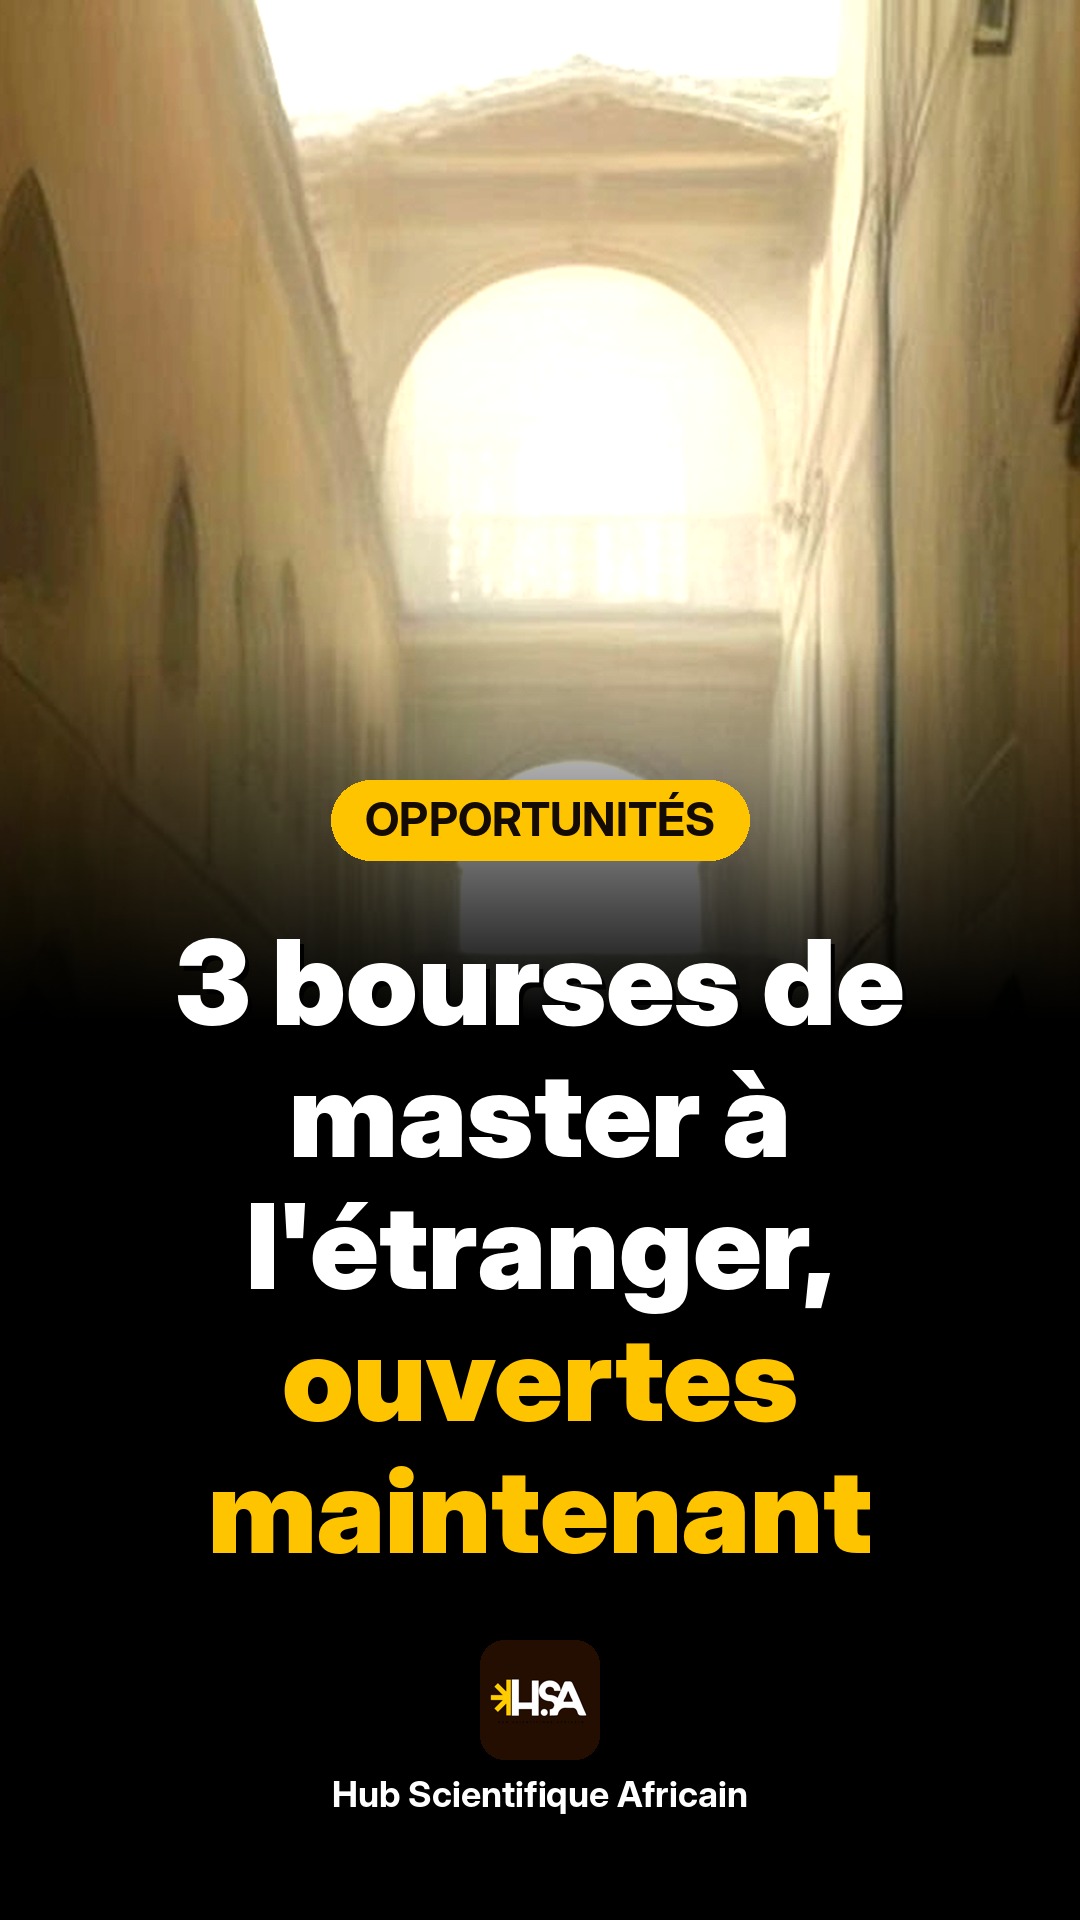 OPPORTUNITÉS
3 bourses de
master à
l'étranger,
ouvertes
maintenant
HSA
Hub Scientifique Africain